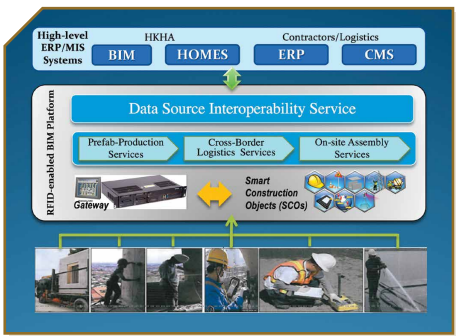 High-level
ERP/MIS
Systems
HKHA
Contractors/Logistics
BIM
HOMES
ERP
CMS
RFID-enabled BIM Platform
Data Source Interoperability Service
Prefab-Production
Services
Cross-Border
Logistics Services
On-site Assembly
Services
Gateway
Smart
Construction
Objects (SCOs)